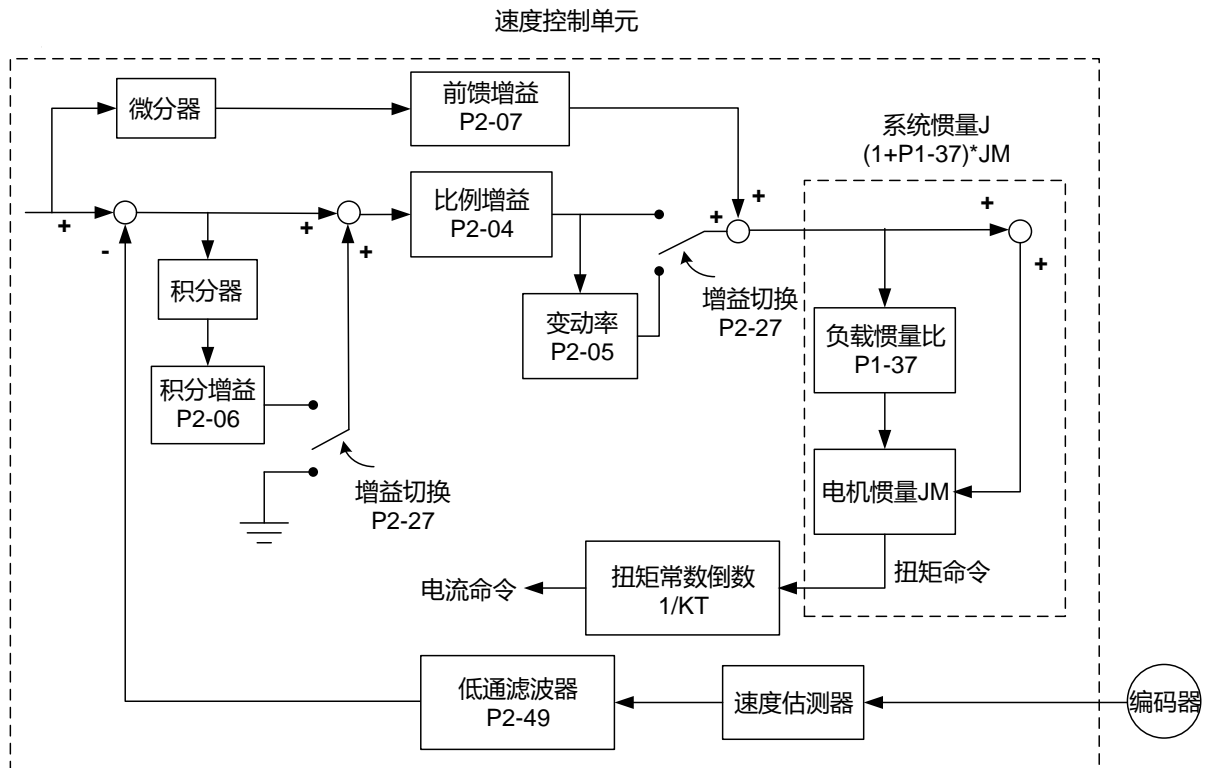 速度控制单元
微分器
前馈增益
P2-07
系统惯量J
(1+P1-37)*JM
+
-
+
+
比例增益
P2-04
+
+
+
+
积分器
积分增益
P2-06
增益切换
P2-27
变动率
P2-05
增益切换
P2-27
负载惯量比
P1-37
电机惯量JM
扭矩命令
扭矩常数倒数
1/KT
电流命令
低通滤波器
P2-49
速度估测器
编码器